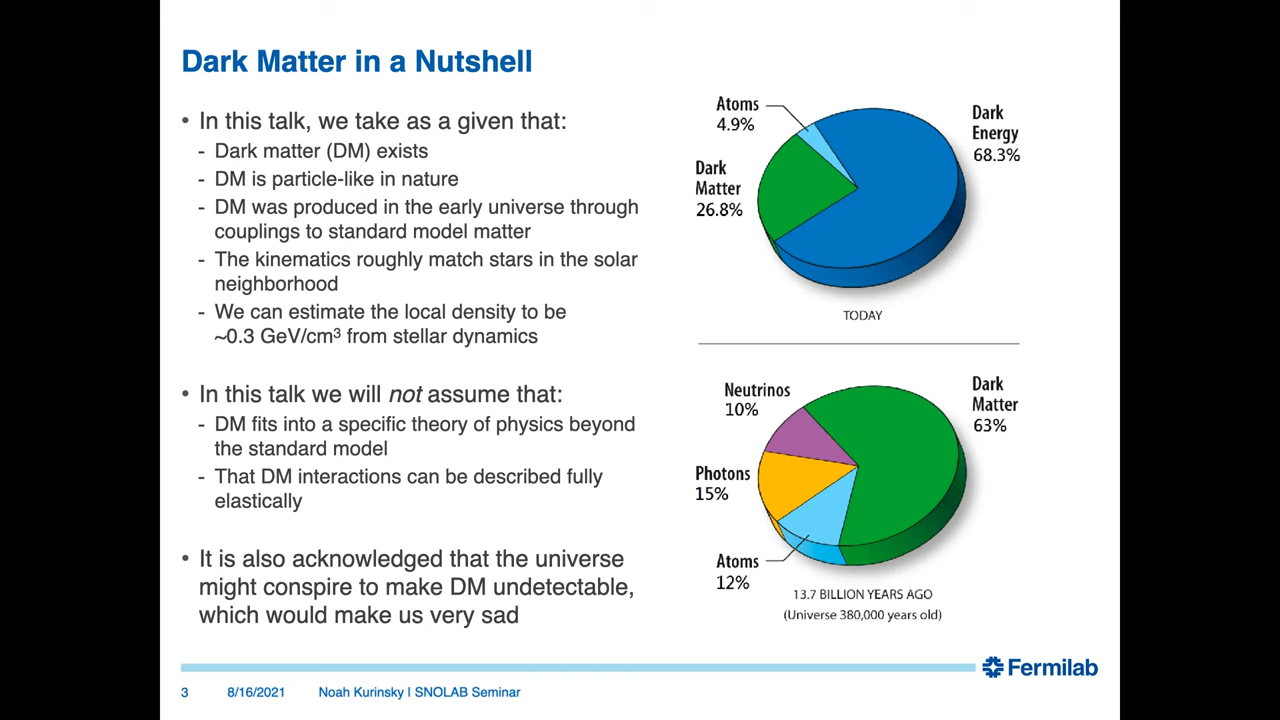 Dark Matter in a Nutshell
• In this talk, we take as a given that:
- Dark matter (DM) exists
- DM is particle-like in nature
- DM was produced in the early universe through
couplings to standard model matter
- The kinematics roughly match stars in the solar
neighborhood
- We can estimate the local density to be
~0.3 GeV/cm³ from stellar dynamics
• In this talk we will not assume that:
- DM fits into a specific theory of physics beyond
the standard model
- That DM interactions can be described fully
elastically
• It is also acknowledged that the universe
might conspire to make DM undetectable,
which would make us very sad
Atoms
4.9%
Dark
Energy
68.3%
Dark
Matter
26.8%
TODAY
Neutrinos
10%
Dark
Matter
63%
Photons
15%
Atoms
12%
13.7 BILLION YEARS AGO
(Universe 380,000 years old)
Fermilab
3 8/16/2021 Noah Kurinsky | SNOLAB Seminar